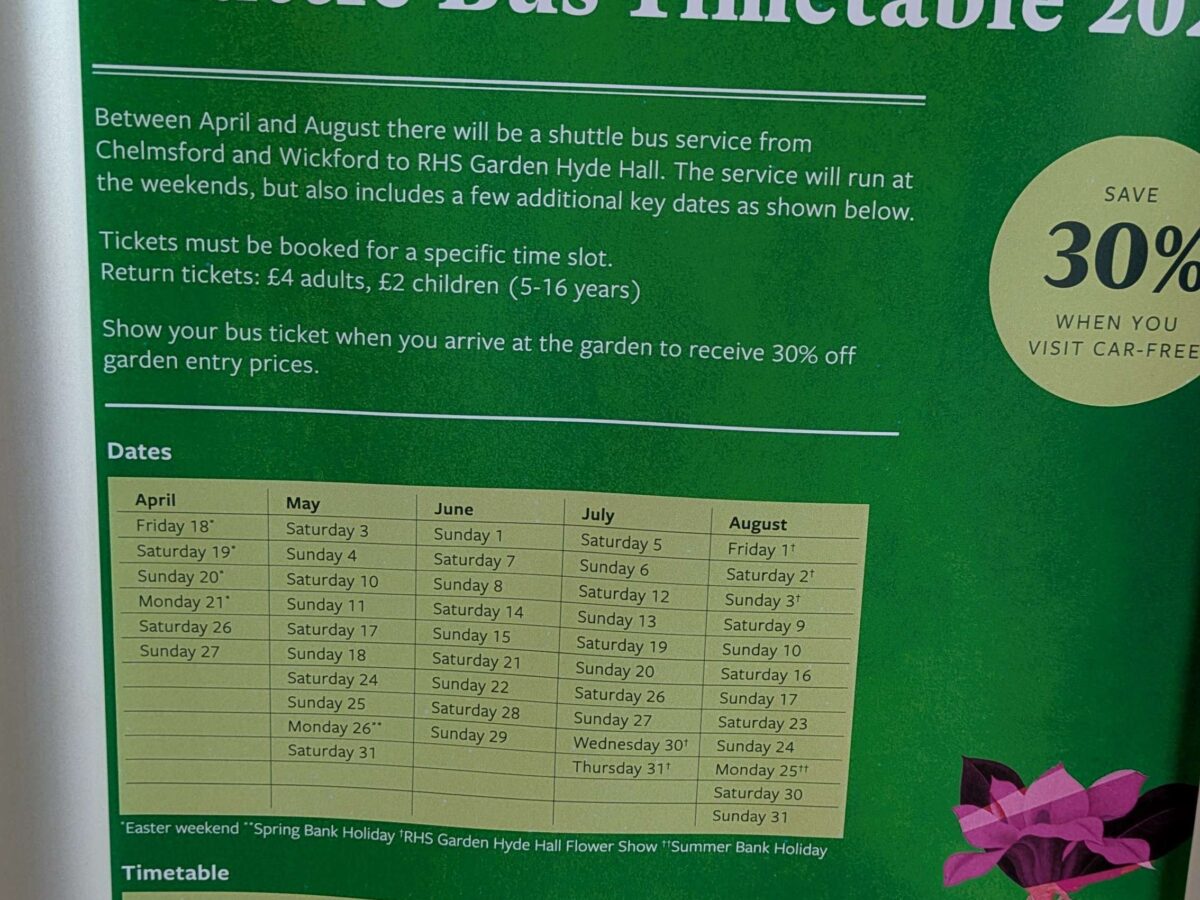 Bus Timetable
Between April and August there will be a shuttle bus service from
Chelmsford and Wickford to RHS Garden Hyde Hall. The service will run at
the weekends, but also includes a few additional key dates as shown below.
Tickets must be booked for a specific time slot.
Return tickets: £4 adults, £2 children (5-16 years)
Show your bus ticket when you arrive at the garden to receive 30% off
garden entry prices.
SAVE
30%
WHEN YOU
VISIT CAR-FREE
Dates
April May June July August
Friday 18* Saturday 3 Sunday 1 Saturday 5 Friday 1†
Saturday 19* Sunday 4 Saturday 7 Sunday 6 Saturday 2†
Sunday 20* Saturday 10 Sunday 8 Saturday 12 Sunday 3†
Monday 21* Sunday 11 Saturday 14 Sunday 13 Saturday 9
Saturday 26 Saturday 17 Sunday 15 Saturday 19 Sunday 10
Sunday 27 Sunday 18 Saturday 21 Sunday 20 Saturday 16
Saturday 24 Sunday 22 Saturday 26 Sunday 17
Sunday 25 Saturday 28 Sunday 27 Saturday 23
Monday 26** Sunday 29 Wednesday 30† Sunday 24
Saturday 31 Thursday 31† Monday 25††
Saturday 30
Sunday 31
*Easter weekend **Spring Bank Holiday †RHS Garden Hyde Hall Flower Show ††Summer Bank Holiday
Timetable